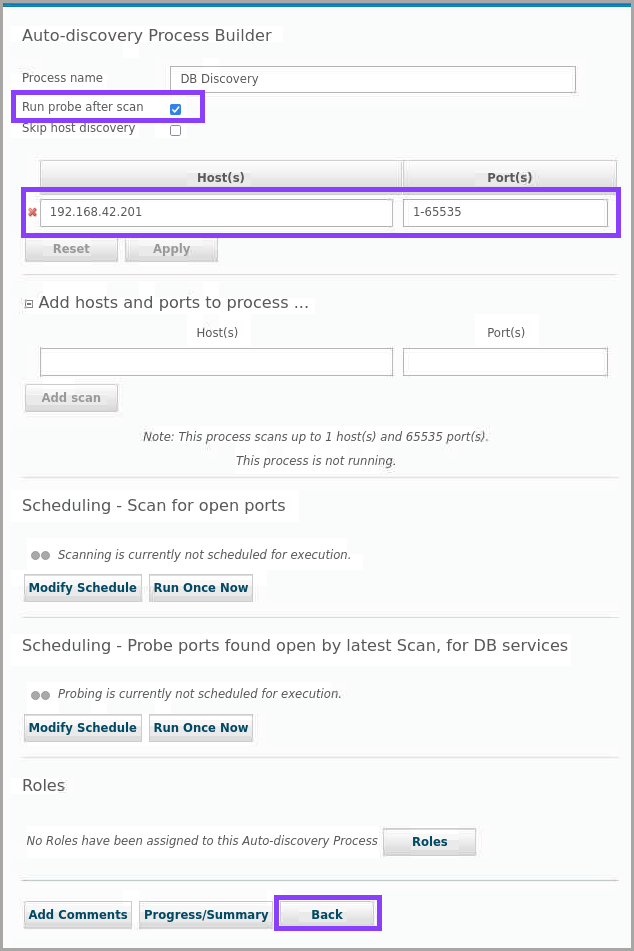 Auto-discovery Process Builder
Process name DB Discovery
Run probe after scan
Skip host discovery
Host(s) Port(s)
192.168.42.201 1-65535
Reset Apply
Add hosts and ports to process ...
Host(s) Port(s)
Add scan
Note: This process scans up to 1 host(s) and 65535 port(s).
This process is not running.
Scheduling - Scan for open ports
Scanning is currently not scheduled for execution.
Modify Schedule Run Once Now
Scheduling - Probe ports found open by latest Scan, for DB services
Probing is currently not scheduled for execution.
Modify Schedule Run Once Now
Roles
No Roles have been assigned to this Auto-discovery Process Roles
Add Comments Progress/Summary Back